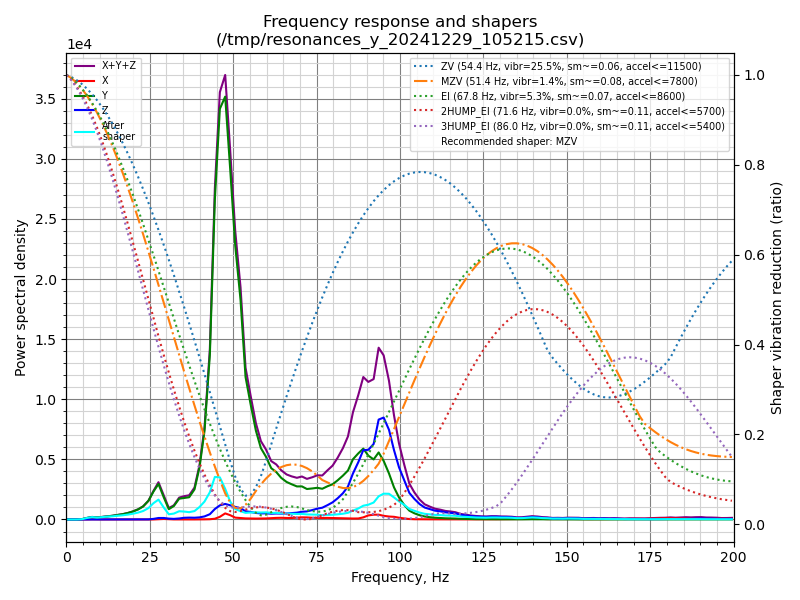 Frequency response and shapers
(/tmp/resonances_y_20241229_105215.csv)
1e4
X+Y+Z
X
Y
Z
After
shaper
ZV (54.4 Hz, vibr=25.5%, sm~=0.06, accel<=11500)
MZV (51.4 Hz, vibr=1.4%, sm~=0.08, accel<=7800)
EI (67.8 Hz, vibr=5.3%, sm~=0.07, accel<=8600)
2HUMP_EI (71.6 Hz, vibr=0.0%, sm~=0.11, accel<=5700)
3HUMP_EI (86.0 Hz, vibr=0.0%, sm~=0.11, accel<=5400)
Recommended shaper: MZV
Power spectral density
3.5
3.0
2.5
2.0
1.5
1.0
0.5
0.0
1.0
0.8
0.6
0.4
0.2
0.0
Shaper vibration reduction (ratio)
0 25 50 75 100 125 150 175 200
Frequency, Hz